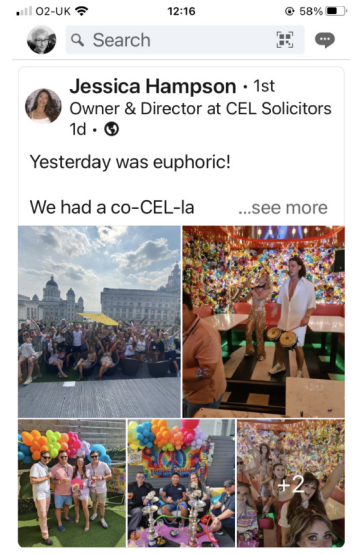 O2-UK 12:16 58%
Search
Jessica Hampson • 1st
Owner & Director at CEL Solicitors
1d •
Yesterday was euphoric!
We had a co-CEL-la ...see more
+2